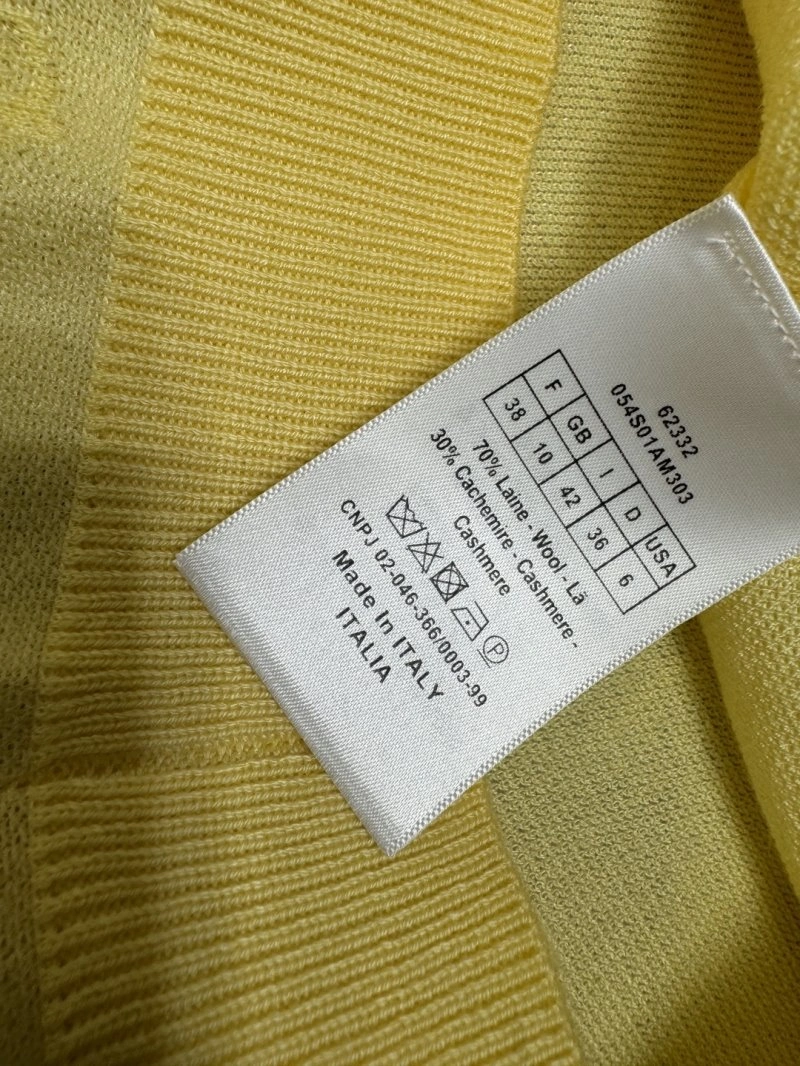 62332
054S01AM303
F GB I D USA
38 10 42 36 6
70% Laine - Wool - Lã
30% Cachemire - Cashmere -
Cashmere
P
CNPJ 02-046-366/0003-99
Made In ITALY
ITALIA